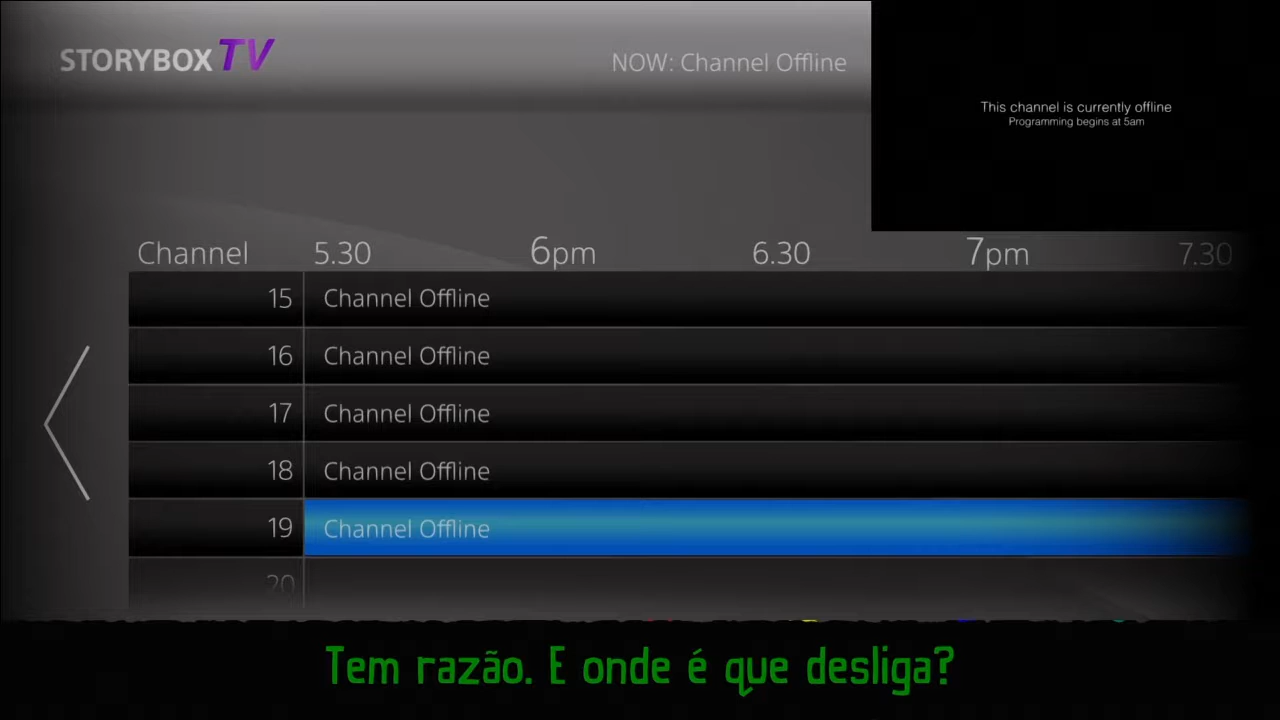 STORYBOX TV
NOW: Channel Offline
This channel is currently offline
Programming begins at 5am
Channel 5.30 6pm 6.30 7pm 7.30
15 Channel Offline
16 Channel Offline
17 Channel Offline
18 Channel Offline
19 Channel Offline
20
Tem razão. E onde é que desliga?